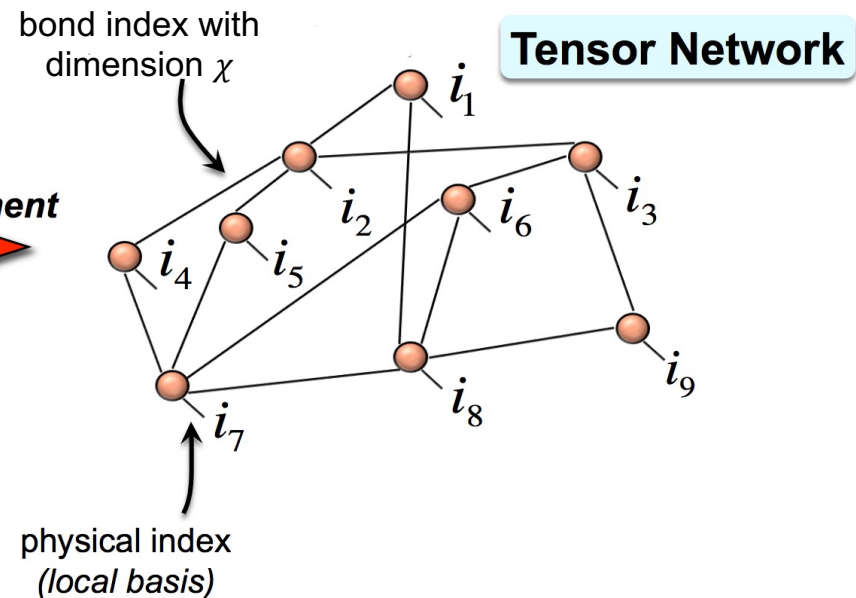 bond index with
dimension χ
Tensor Network
nent
i₁
i₂
i₃
i₄
i₅
i₆
i₇
i₈
i₉
physical index
(local basis)